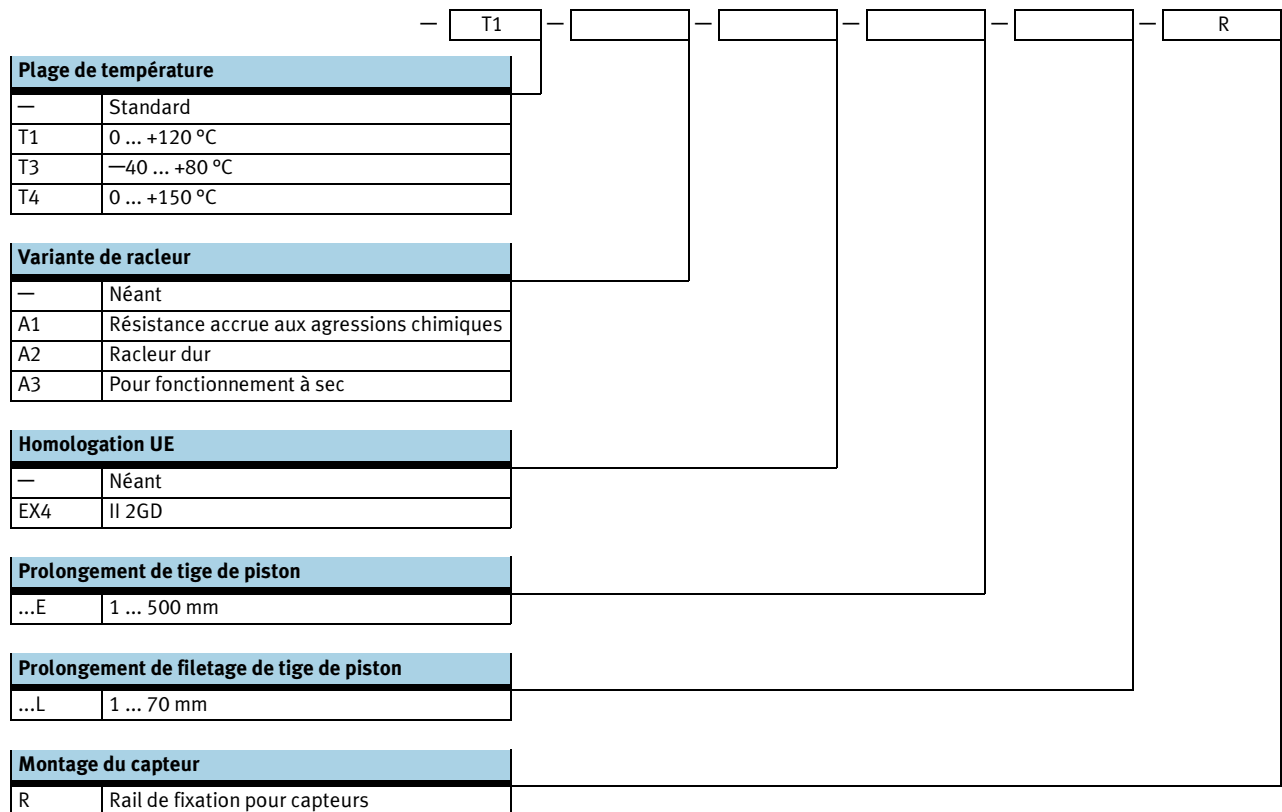 — T1 — — — — — R
Plage de température
— Standard
T1 0 ... +120 °C
T3 —40 ... +80 °C
T4 0 ... +150 °C
Variante de racleur
— Néant
A1 Résistance accrue aux agressions chimiques
A2 Racleur dur
A3 Pour fonctionnement à sec
Homologation UE
— Néant
EX4 II 2GD
Prolongement de tige de piston
...E 1 ... 500 mm
Prolongement de filetage de tige de piston
...L 1 ... 70 mm
Montage du capteur
R Rail de fixation pour capteurs